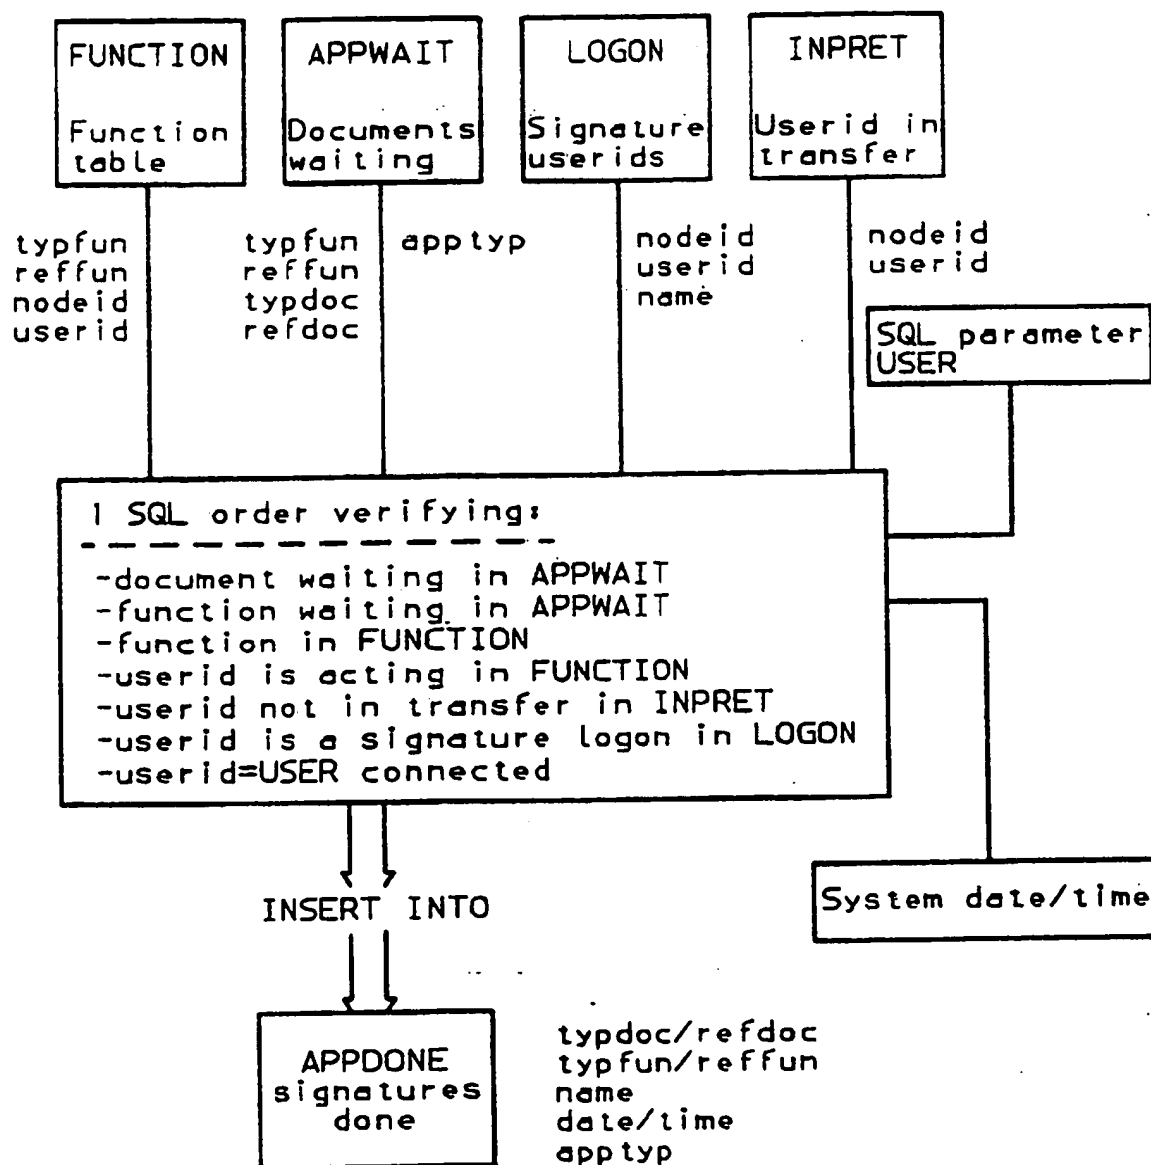 FUNCTION
Function
table
APPWAIT
Documents
waiting
LOGON
Signature
userids
INPRET
Userid in
transfer
typfun
reffun
nodeid
userid
typfun
reffun
typdoc
refdoc
apptyp
nodeid
userid
name
nodeid
userid
SQL parameter
USER
1 SQL order verifying:
-document waiting in APPWAIT
-function waiting in APPWAIT
-function in FUNCTION
-userid is acting in FUNCTION
-userid not in transfer in INPRET
-userid is a signature logon in LOGON
-userid=USER connected
INSERT INTO
System date/time
APPDONE
signatures
done
typdoc/refdoc
typfun/reffun
name
date/time
apptyp